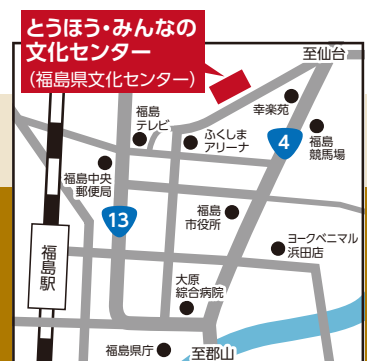 とうほう・みんなの
文化センター
(福島県文化センター)
至仙台
幸楽苑
福島
テレビ
ふくしま
アリーナ
4
福島
競馬場
福島中央
郵便局
13
福島
市役所
ヨークベニマル
浜田店
福島駅
大原
綜合病院
福島県庁
至郡山